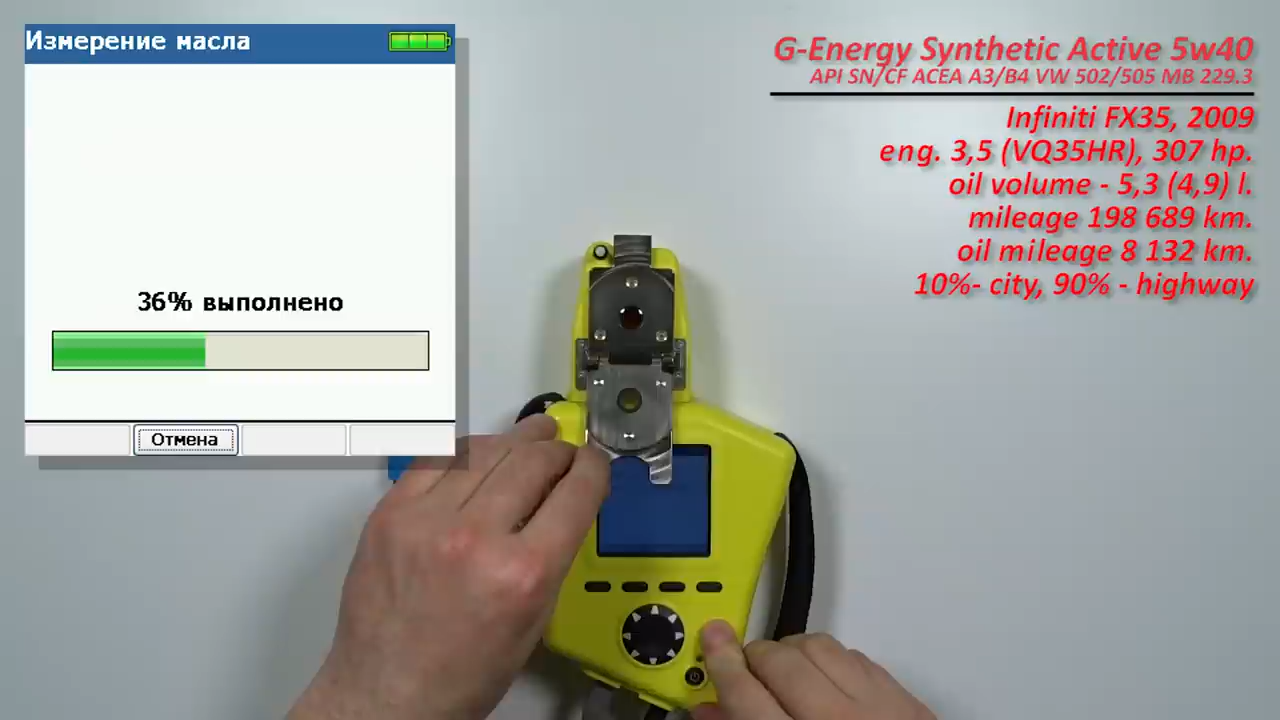 Измерение масла
36% выполнено
Отмена
G-Energy Synthetic Active 5w40
API SN/CF ACEA A3/B4 VW 502/505 MB 229.3
Infiniti FX35, 2009
eng. 3,5 (VQ35HR), 307 hp.
oil volume - 5,3 (4,9) l.
mileage 198 689 km.
oil mileage 8 132 km.
10%- city, 90% - highway